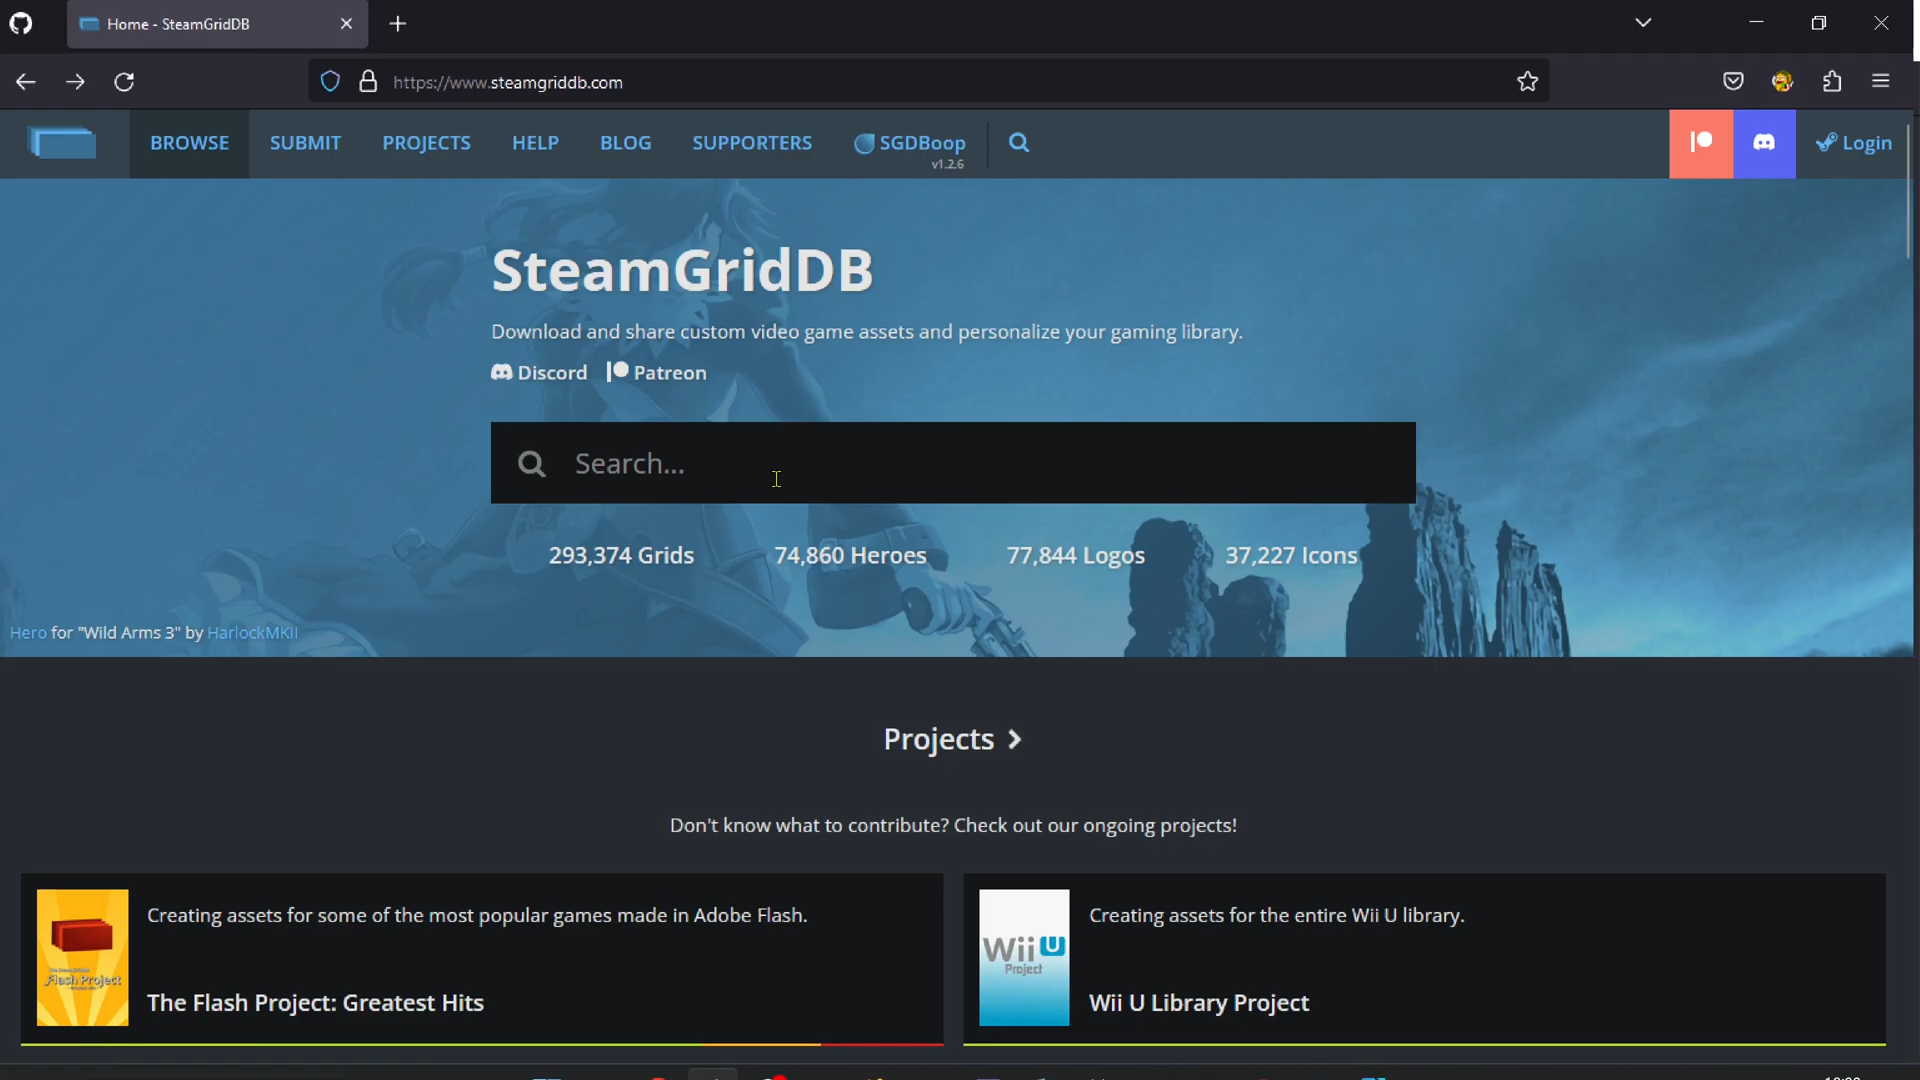 Home - SteamGridDB
https://www.steamgriddb.com
BROWSE SUBMIT PROJECTS HELP BLOG SUPPORTERS SGDBoop Login
v1.2.6
SteamGridDB
Download and share custom video game assets and personalize your gaming library.
Discord Patreon
Search...
293,374 Grids 74,860 Heroes 77,844 Logos 37,227 Icons
Hero for "Wild Arms 3" by HarlockMKII
Projects
Don't know what to contribute? Check out our ongoing projects!
Creating assets for some of the most popular games made in Adobe Flash.
Flash Project
The Flash Project: Greatest Hits
Creating assets for the entire Wii U library.
Wii U
Project
Wii U Library Project